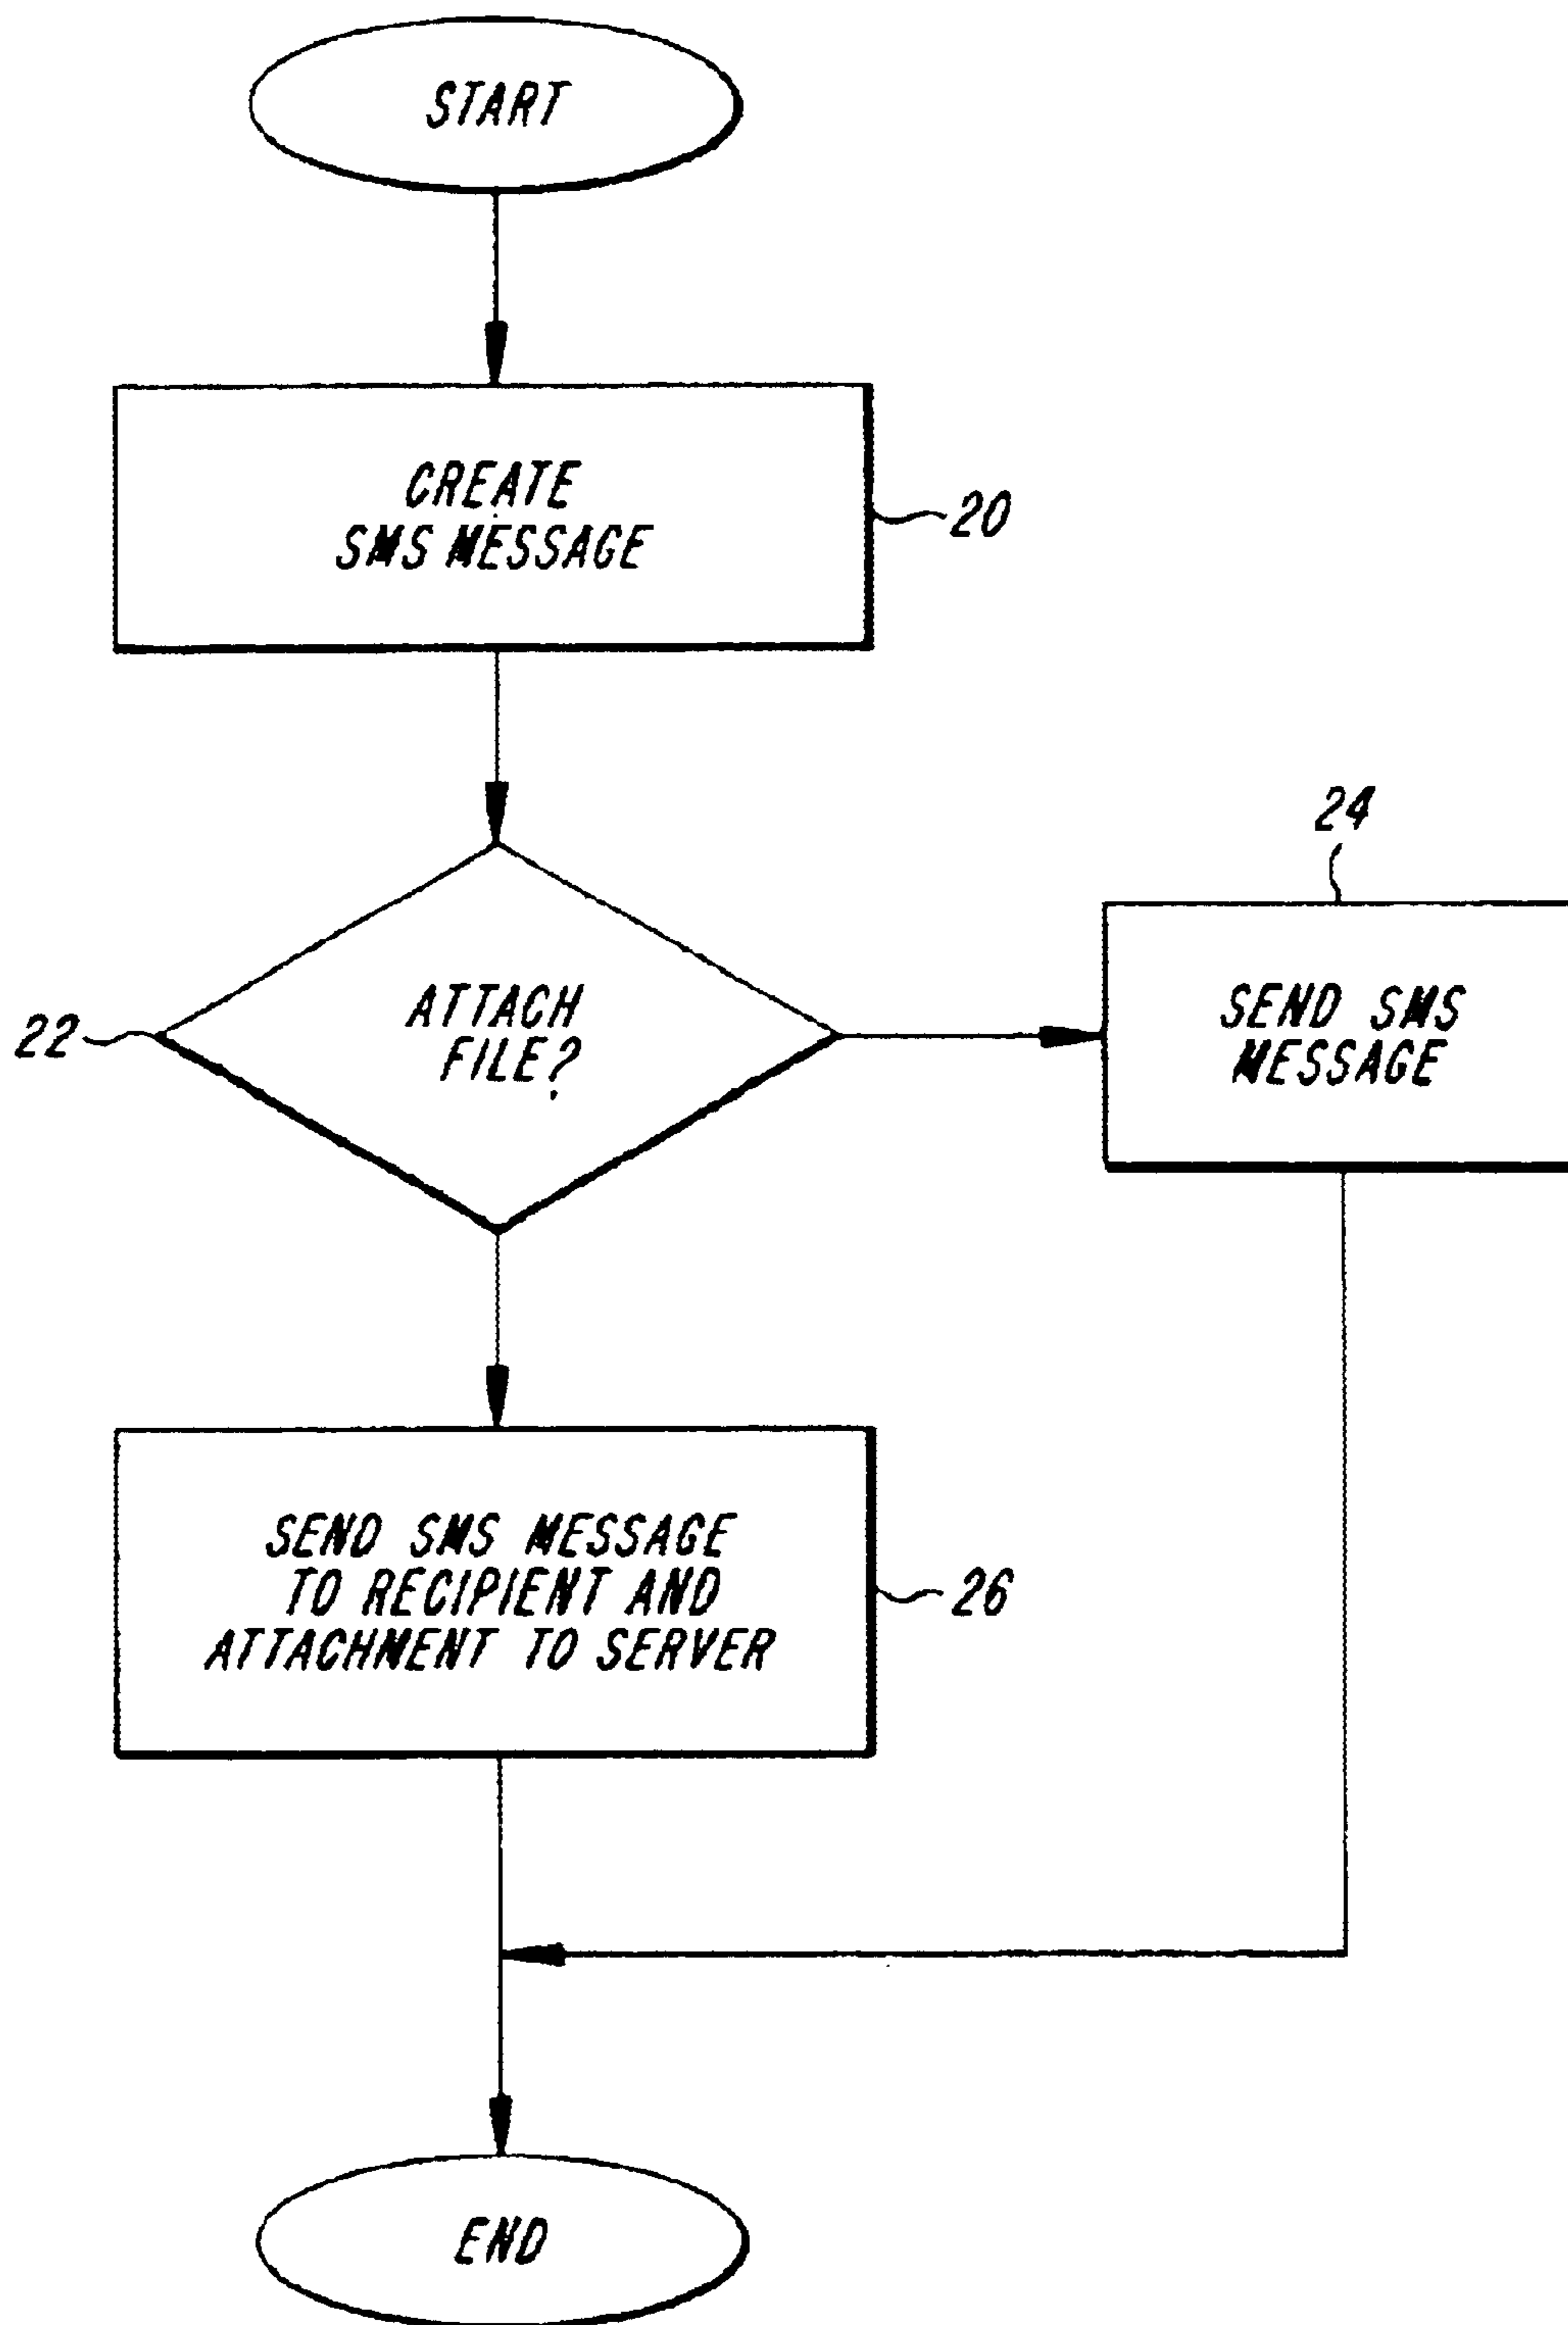 START
CREATE
SMS MESSAGE
20
24
22
ATTACH
FILE?
SEND SMS
MESSAGE
SEND SMS MESSAGE
TO RECIPIENT AND
ATTACHMENT TO SERVER
26
END